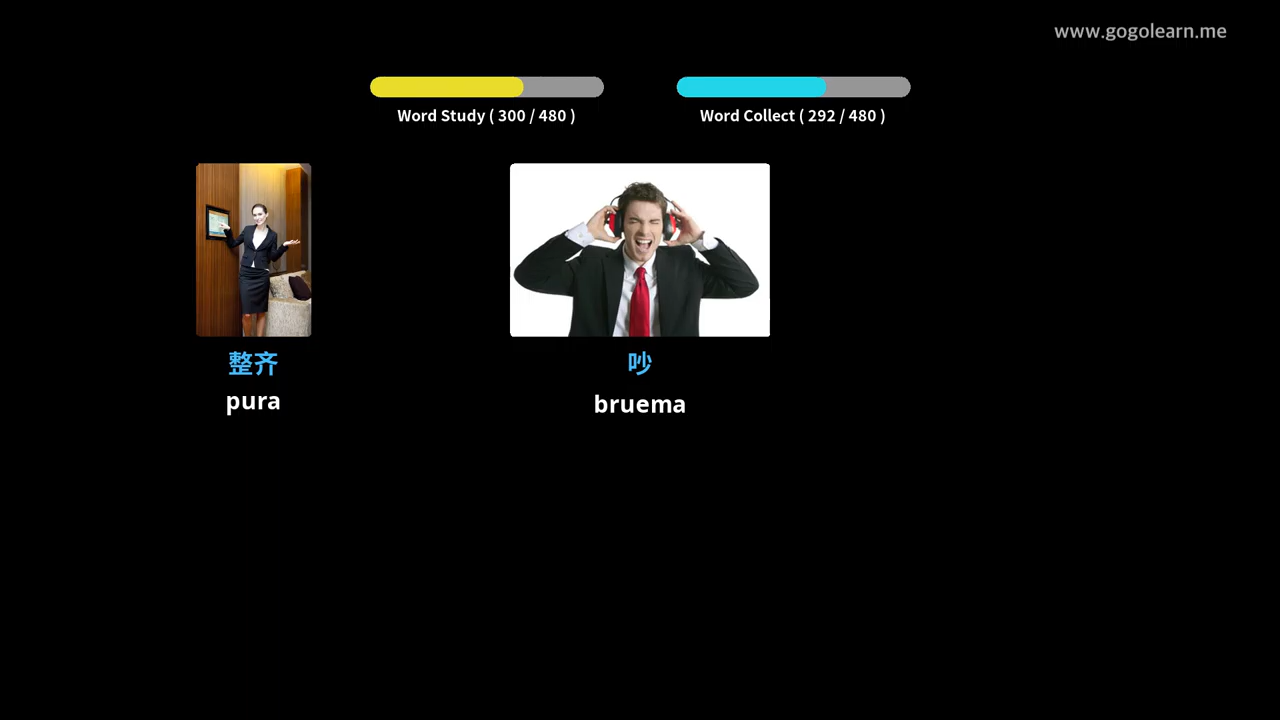 www.gogolearn.me
Word Study ( 300 / 480 )
Word Collect ( 292 / 480 )
整齐
pura
吵
bruema